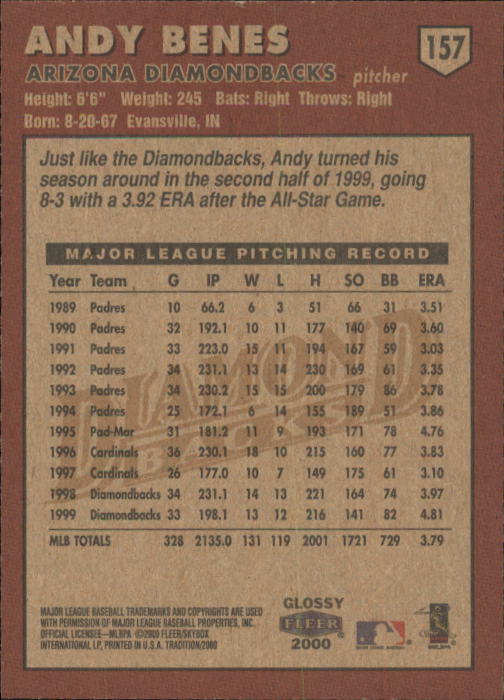 ANDY BENES
157
ARIZONA DIAMONDBACKS pitcher
Height: 6'6" Weight: 245 Bats: Right Throws: Right
Born: 8-20-67 Evansville, IN
Just like the Diamondbacks, Andy turned his
season around in the second half of 1999, going
8-3 with a 3.92 ERA after the All-Star Game.
MAJOR LEAGUE PITCHING RECORD
Year Team G IP W L H SO BB ERA
1989 Padres 10 66.2 6 3 51 66 31 3.51
1990 Padres 32 192.1 10 11 177 140 69 3.60
1991 Padres 33 223.0 15 11 194 167 59 3.03
1992 Padres 34 231.1 13 14 230 169 61 3.35
1993 Padres 34 230.2 15 15 200 179 86 3.78
1994 Padres 25 172.1 6 14 155 189 51 3.86
1995 Pad-Mar 31 181.2 11 9 193 171 78 4.76
1996 Cardinals 36 230.1 18 10 215 160 77 3.83
1997 Cardinals 26 177.0 10 7 149 175 61 3.10
1998 Diamondbacks 34 231.1 14 13 221 164 74 3.97
1999 Diamondbacks 33 198.1 13 12 216 141 82 4.81
MLB TOTALS 328 2135.0 131 119 2001 1721 729 3.79
DIAMOND
BACKS
MAJOR LEAGUE BASEBALL TRADEMARKS AND COPYRIGHTS ARE USED
WITH PERMISSION OF MAJOR LEAGUE BASEBALL PROPERTIES, INC.
OFFICIAL LICENSEE—MLBPA ©2000 FLEER/SKYBOX
INTERNATIONAL LP, PRINTED IN U.S.A. TRADITION/2000
GLOSSY
FLEER
2000